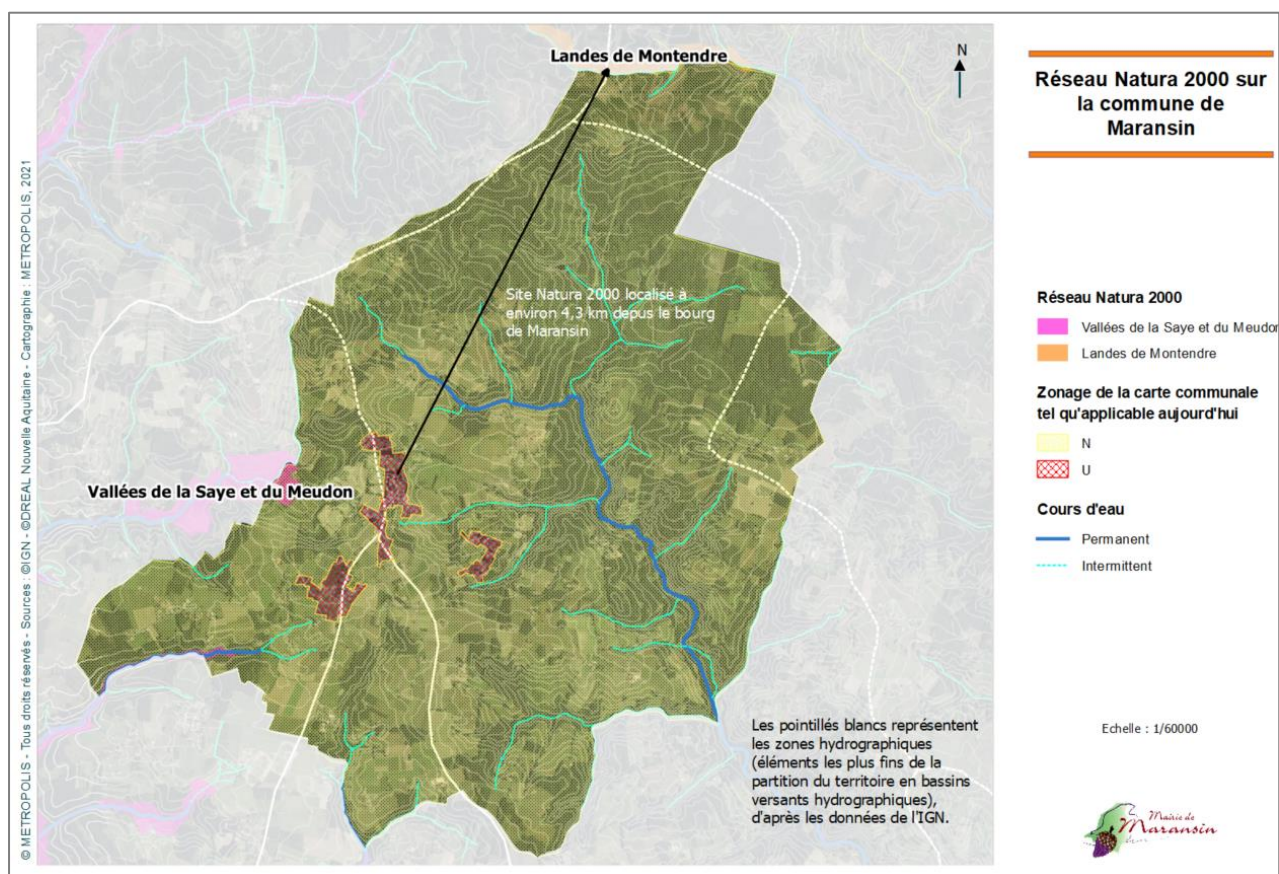 Landes de Montendre
N
Site Natura 2000 localisé à
environ 4,3 km depus le bourg
de Maransin
Vallées de la Saye et du Meudon
Les pointillés blancs représentent
les zones hydrographiques
(éléments les plus fins de la
partition du territoire en bassins
versants hydrographiques),
d'après les données de l'IGN.
© METROPOLIS - Tous droits réservés - Sources : ©IGN - ©DREAL Nouvelle Aquitaine - Cartographie : METROPOLIS, 2021
Réseau Natura 2000 sur
la commune de
Maransin
Réseau Natura 2000
Vallées de la Saye et du Meudon
Landes de Montendre
Zonage de la carte communale
tel qu'applicable aujourd'hui
N
U
Cours d'eau
Permanent
Intermittent
Echelle : 1/60000
Mairie de
Maransin